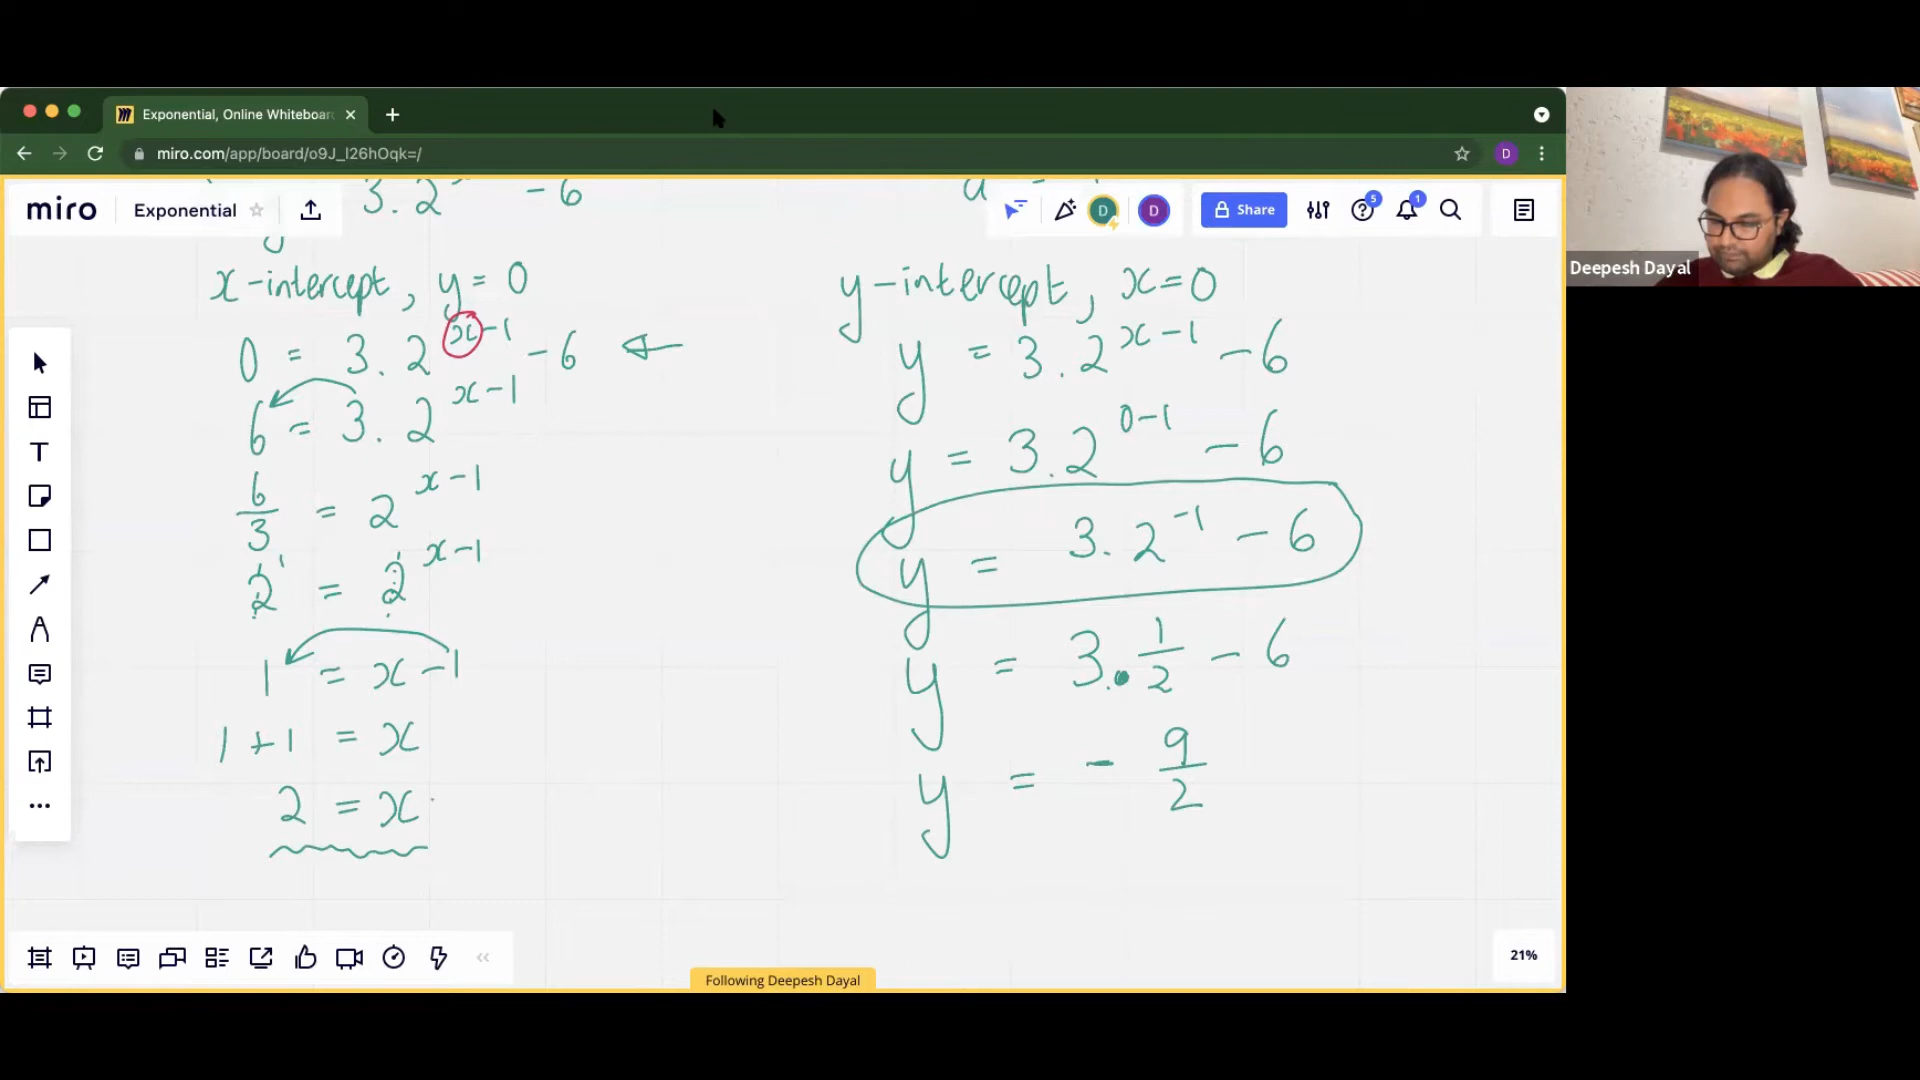 Exponential, Online Whiteboar
miro.com/app/board/o9J_l26hOqk=/
D
miro
Exponential
D
D
Share
5
1
3.2 - 6
x-intercept, y = 0
0 = 3.2^(x-1) - 6
6 = 3.2^(x-1)
6/3 = 2^(x-1)
2^1 = 2^(x-1)
1 = x-1
1+1 = x
2 = x
y-intercept, x=0
y = 3.2^(x-1) - 6
y = 3.2^(0-1) - 6
y = 3.2^(-1) - 6
y = 3.1/2 - 6
y = - 9/2
Deepesh Dayal
T
21%
Following Deepesh Dayal